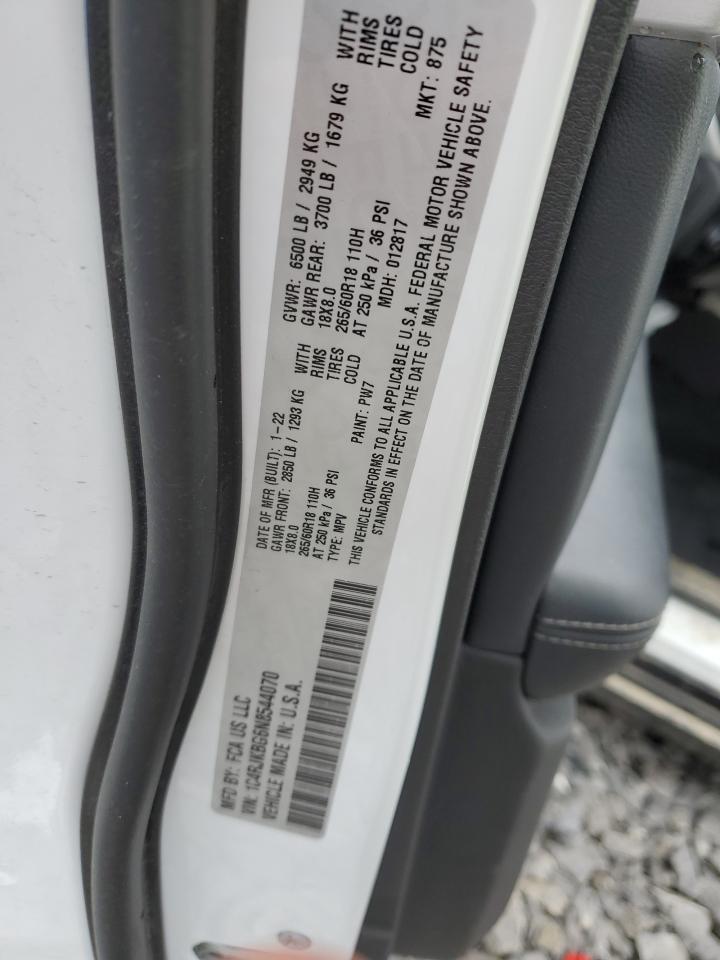 MFD BY: FCA US LLC
DATE OF MFR (BUILT): 1-22
GVWR: 6500 LB / 2949 KG
GAWR FRONT: 2850 LB / 1293 KG WITH
GAWR REAR: 3700 LB / 1679 KG WITH
18X8.0 RIMS
18X8.0 RIMS
265/60R18 110H TIRES
265/60R18 110H TIRES
AT 250 kPa / 36 PSI COLD
AT 250 kPa / 36 PSI COLD
VIN: 1C4RJKBG6N8544070
TYPE: MPV
PAINT: PW7
MDH: 012817
MKT: 875
VEHICLE MADE IN: U.S.A.
THIS VEHICLE CONFORMS TO ALL APPLICABLE U.S.A. FEDERAL MOTOR VEHICLE SAFETY
STANDARDS IN EFFECT ON THE DATE OF MANUFACTURE SHOWN ABOVE.